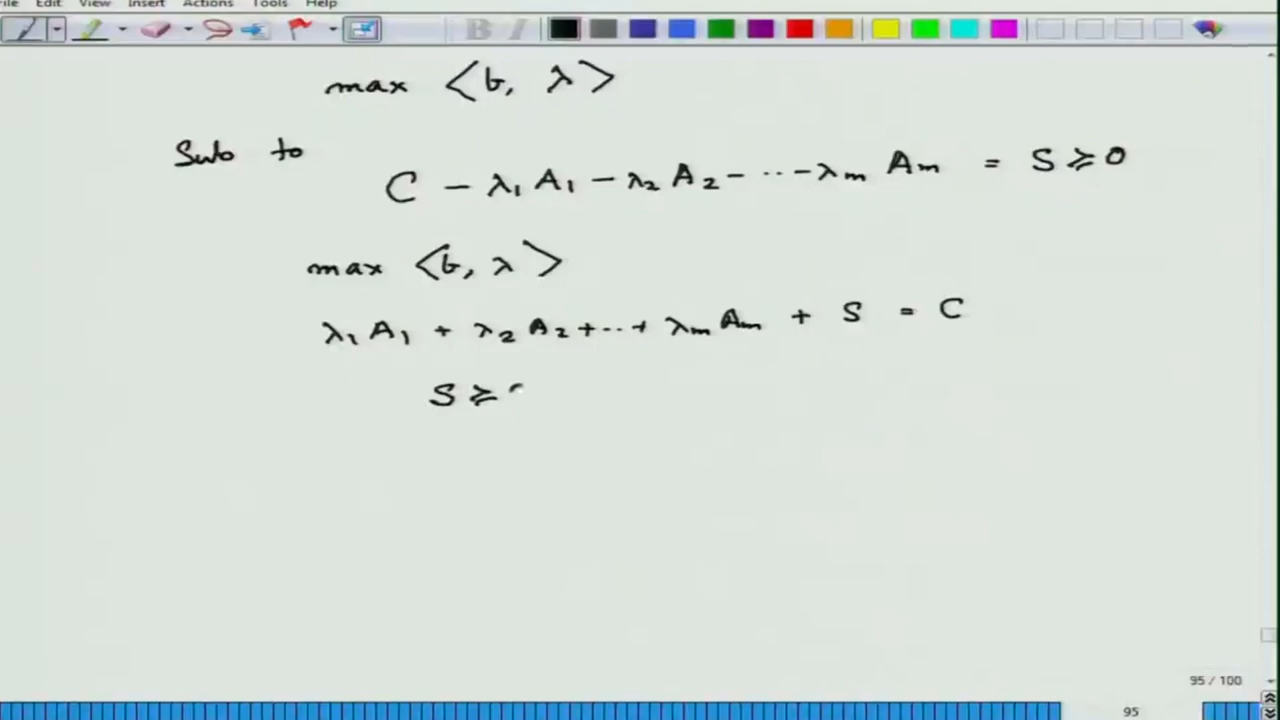 File Edit View Insert Actions Tools Help
max <b, λ>
Sub to
C - λ₁ A₁ - λ₂ A₂ - ... - λₘ Aₘ = S ≽ 0
max <b, λ>
λ₁ A₁ + λ₂ A₂ + ... + λₘ Aₘ + S = C
S ≽
95 / 100
95